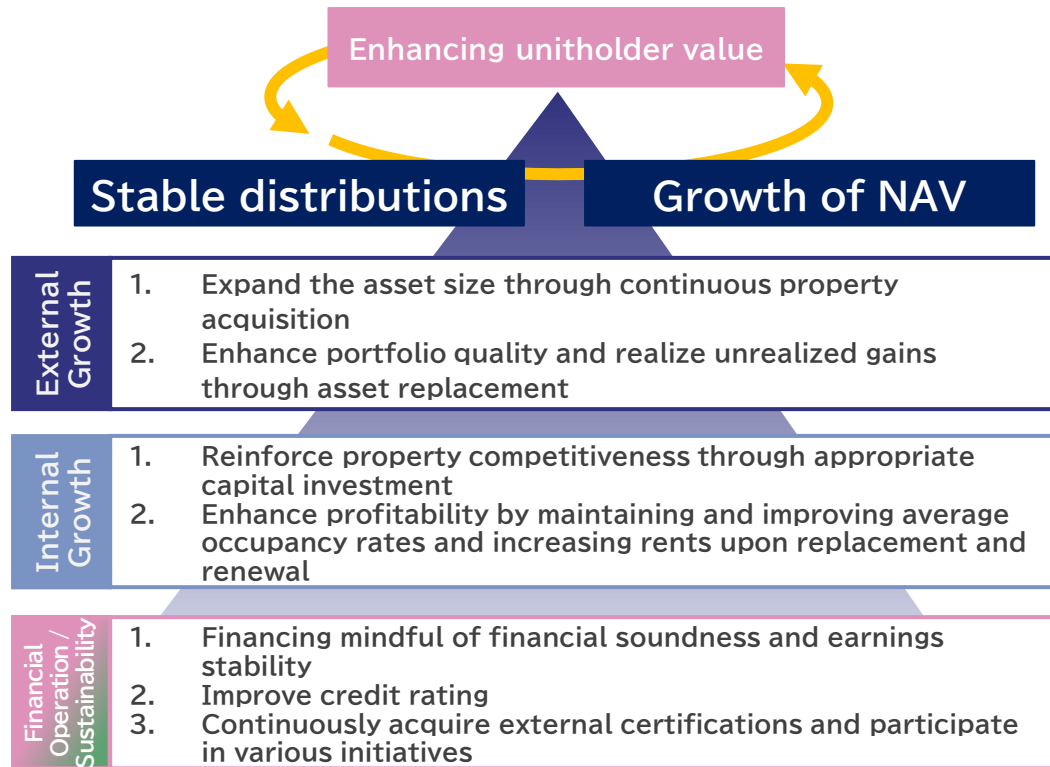 Enhancing unitholder value
Stable distributions
Growth of NAV
External
Growth
1. Expand the asset size through continuous property
acquisition
2. Enhance portfolio quality and realize unrealized gains
through asset replacement
Internal
Growth
1. Reinforce property competitiveness through appropriate
capital investment
2. Enhance profitability by maintaining and improving average
occupancy rates and increasing rents upon replacement and
renewal
Financial
Operation /
Sustainability
1. Financing mindful of financial soundness and earnings
stability
2. Improve credit rating
3. Continuously acquire external certifications and participate
in various initiatives